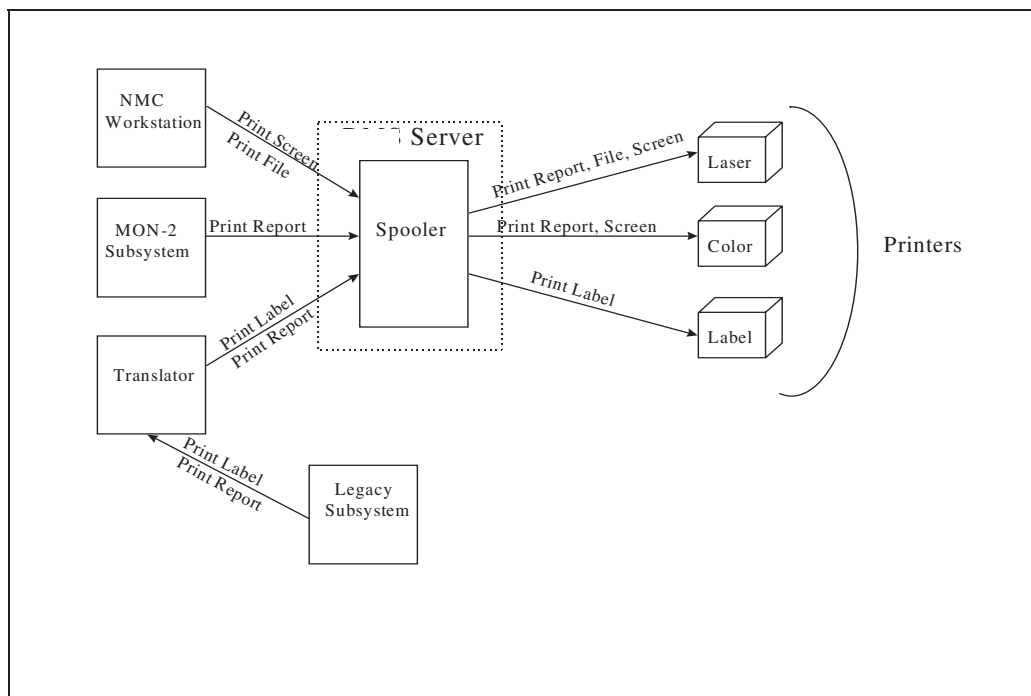 NMC
Workstation
Print Screen
Print File
Server
Laser
Print Report, File, Screen
MON-2
Subsystem
Print Report
Spooler
Print Report, Screen
Color
Printers
Print Label
Print Label
Print Report
Label
Translator
Print Label
Print Report
Legacy
Subsystem